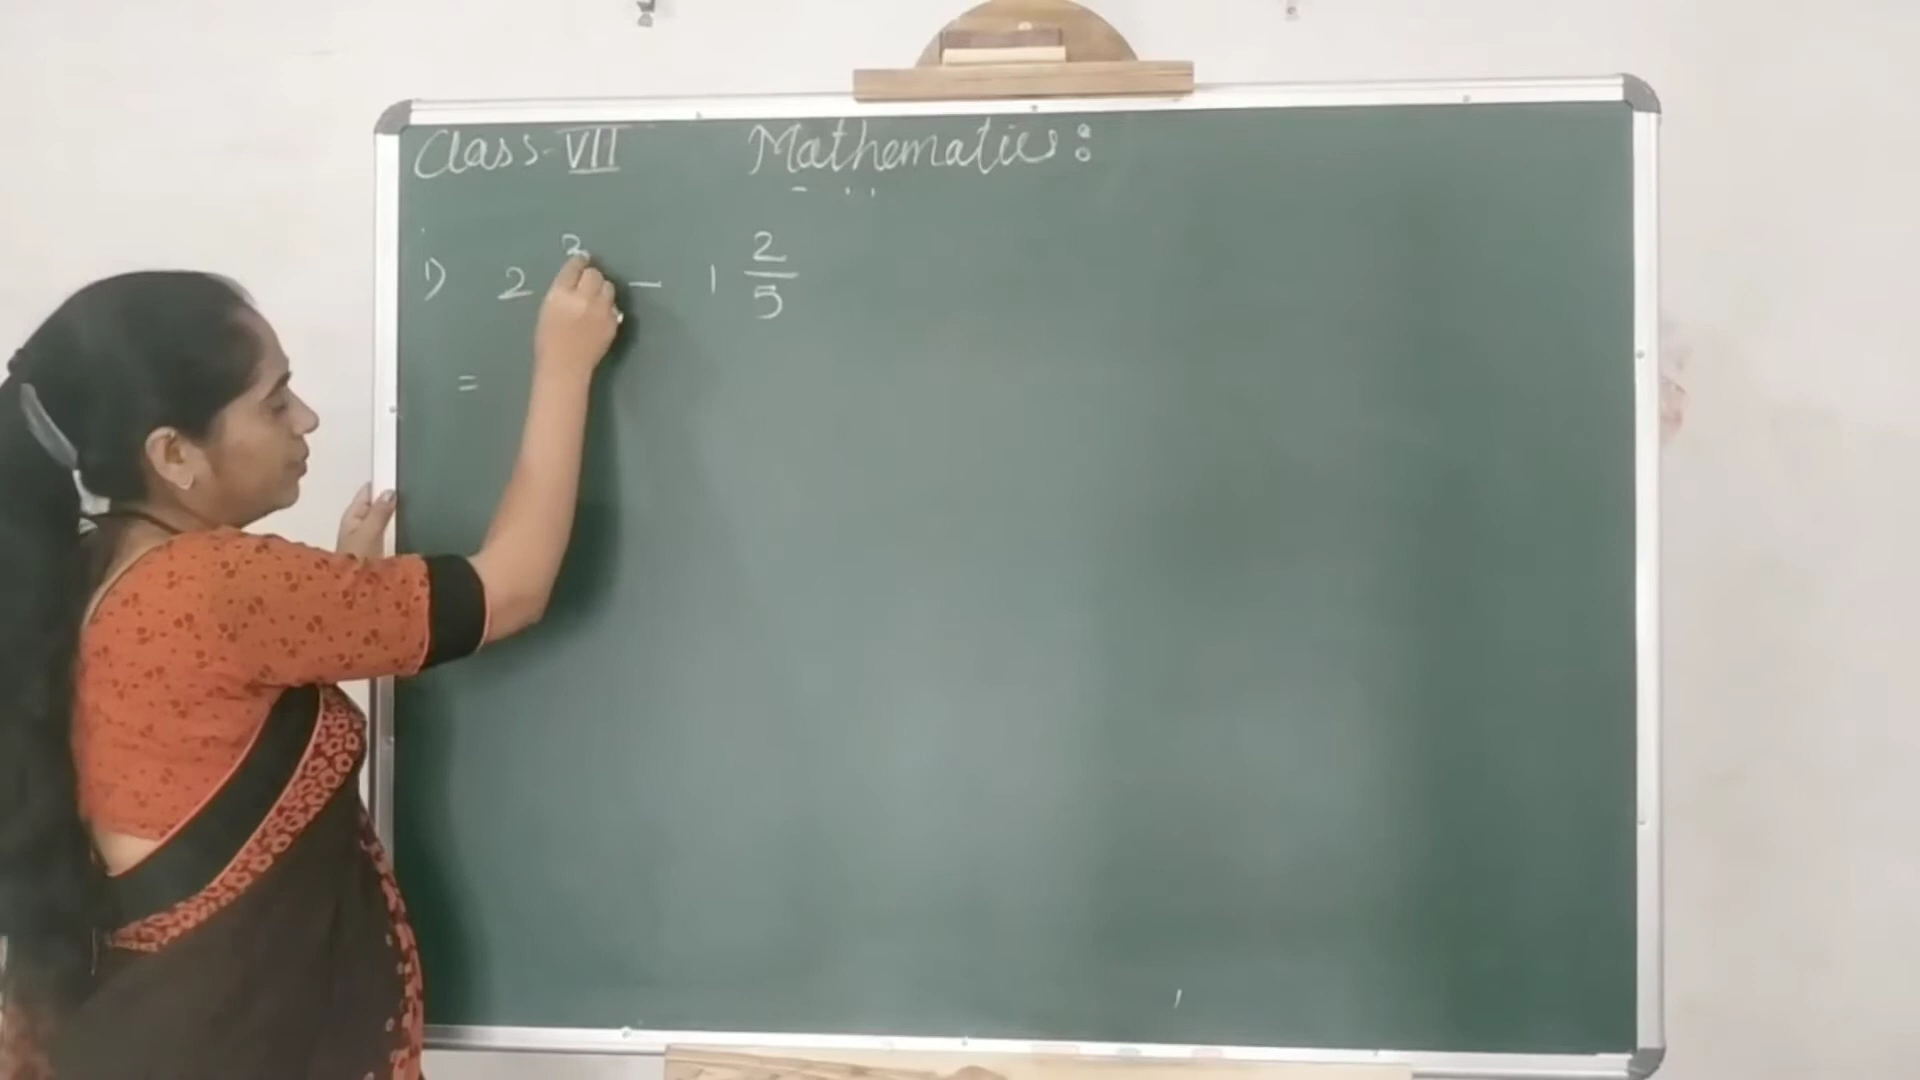 Class-VII Mathematics:
1) 2 3 - 1 2/5
=